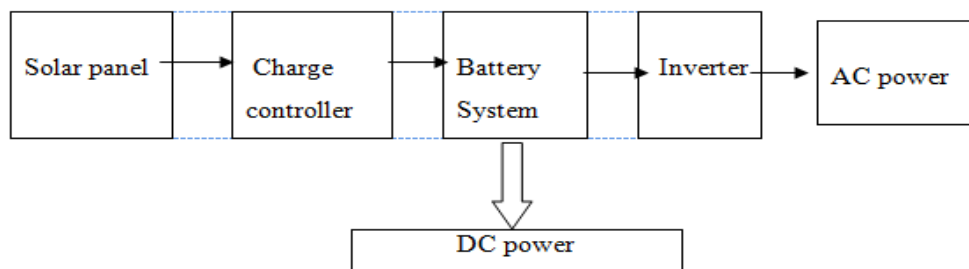 Solar panel
Charge
controller
Battery
System
Inverter
AC power
DC power